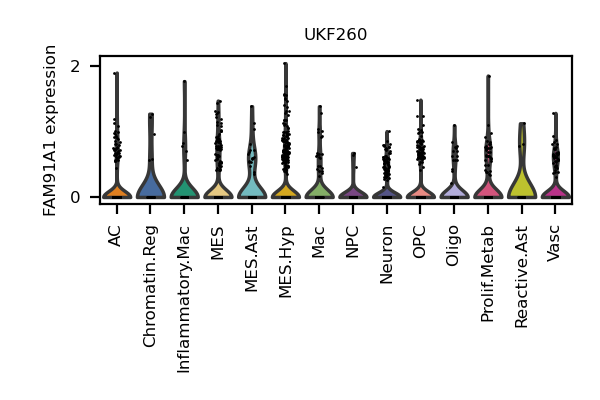 UKF260
FAM91A1 expression
2
0
AC
Chromatin.Reg
Inflammatory.Mac
MES
MES.Ast
MES.Hyp
Mac
NPC
Neuron
OPC
Oligo
Prolif.Metab
Reactive.Ast
Vasc